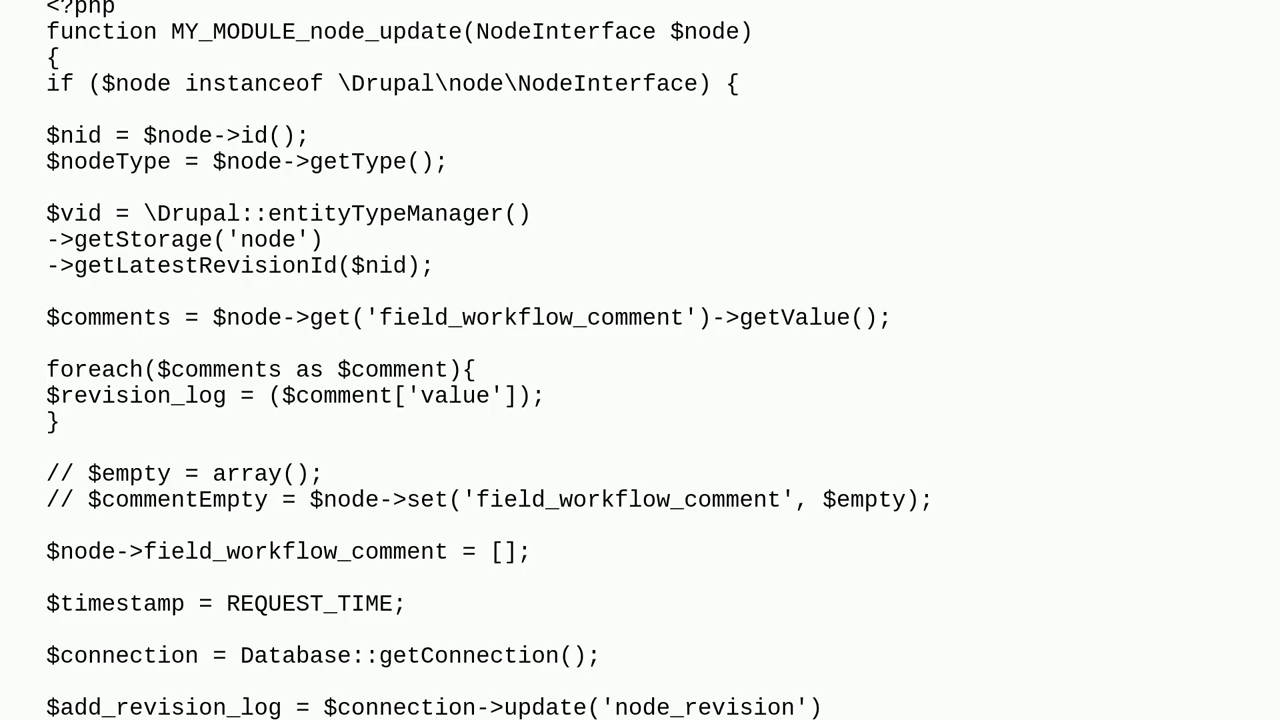 <?php
function MY_MODULE_node_update(NodeInterface $node)
{
if ($node instanceof \Drupal\node\NodeInterface) {
$nid = $node->id();
$nodeType = $node->getType();
$vid = \Drupal::entityTypeManager()
->getStorage('node')
->getLatestRevisionId($nid);
$comments = $node->get('field_workflow_comment')->getValue();
foreach($comments as $comment){
$revision_log = ($comment['value']);
}
// $empty = array();
// $commentEmpty = $node->set('field_workflow_comment', $empty);
$node->field_workflow_comment = [];
$timestamp = REQUEST_TIME;
$connection = Database::getConnection();
$add_revision_log = $connection->update('node_revision')